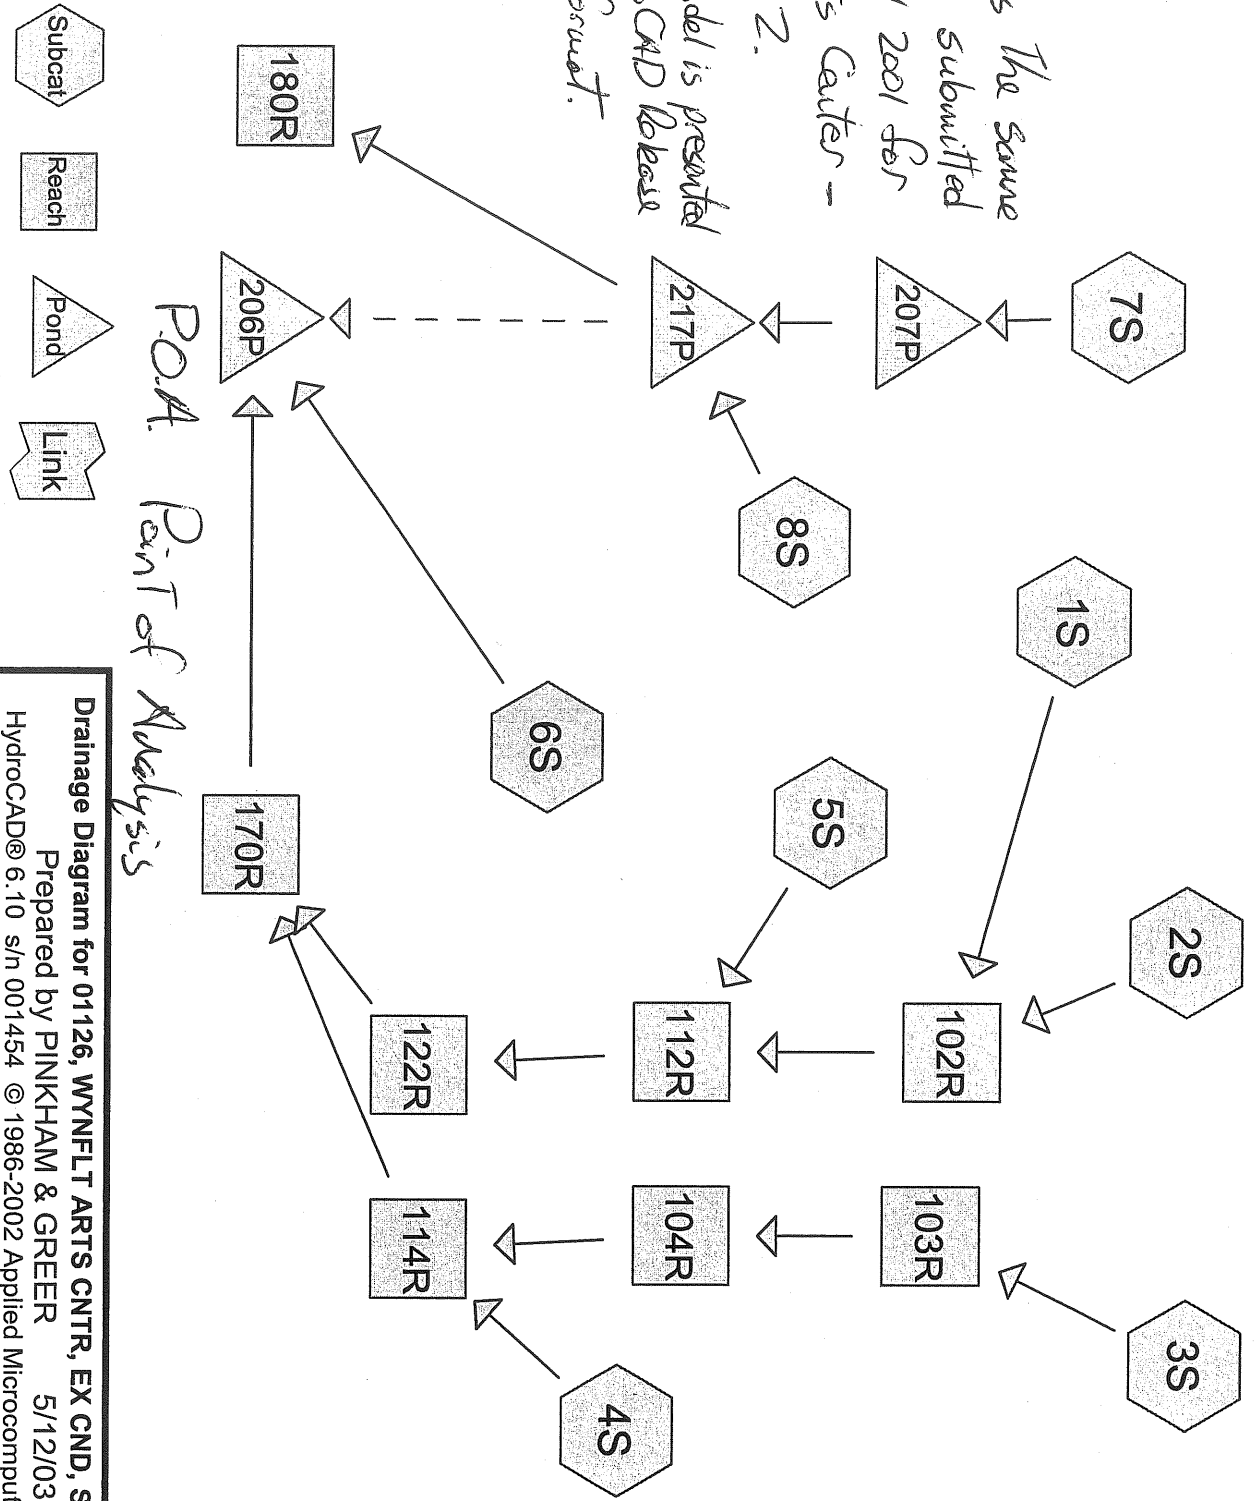 s The same
submitted
2001 for
s Center -
2.
del is presented
CAD Release
ormat.
7S
207P
217P
8S
180R
206P
P.O.A. Point of Analysis
1S
2S
3S
5S
6S
102R
103R
112R
104R
122R
114R
170R
4S
Subcat
Reach
Pond
Link
Drainage Diagram for 01126, WYNFLT ARTS CNTR, EX CND, S
Prepared by PINKHAM & GREER 5/12/03
HydroCAD® 6.10 s/n 001454 © 1986-2002 Applied Microcomput